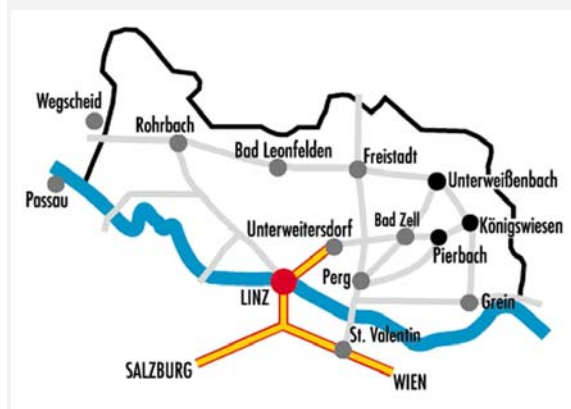 Wegscheid
Rohrbach
Bad Leonfelden
Freistadt
Unterweißenbach
Passau
Unterweitersdorf
Bad Zell
Königswiesen
Pierbach
LINZ
Perg
Grein
St. Valentin
SALZBURG
WIEN